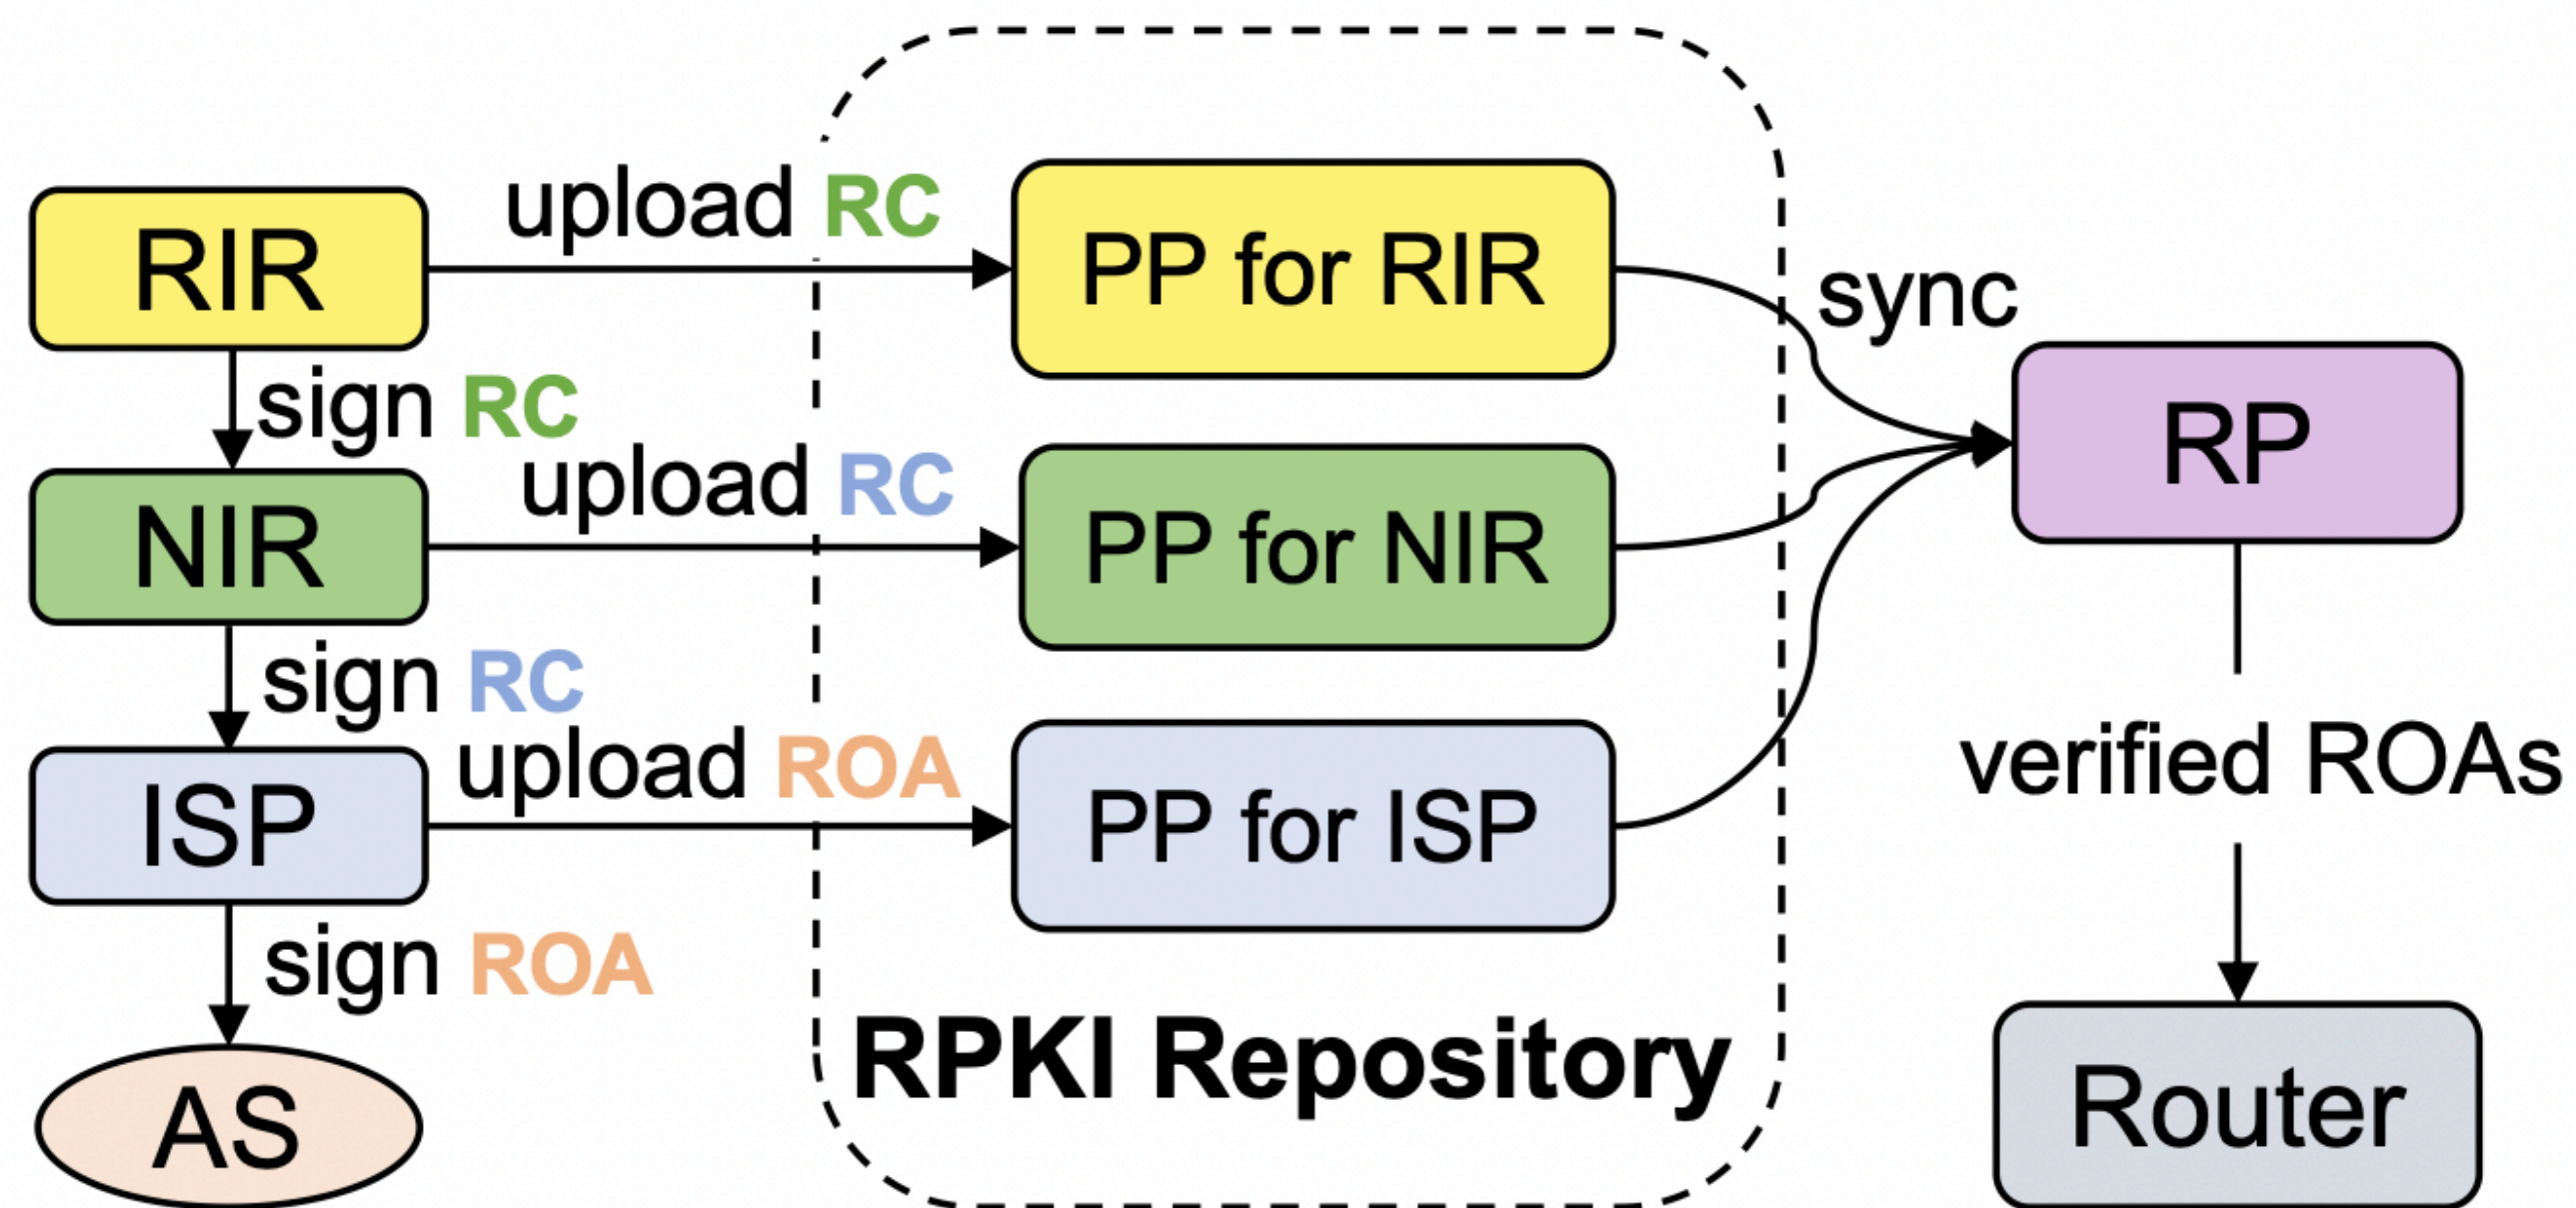 upload RC
RIR
PP for RIR
sync
sign RC
RP
upload RC
NIR
PP for NIR
sign RC
upload ROA
verified ROAs
ISP
PP for ISP
sign ROA
RPKI Repository
AS
Router